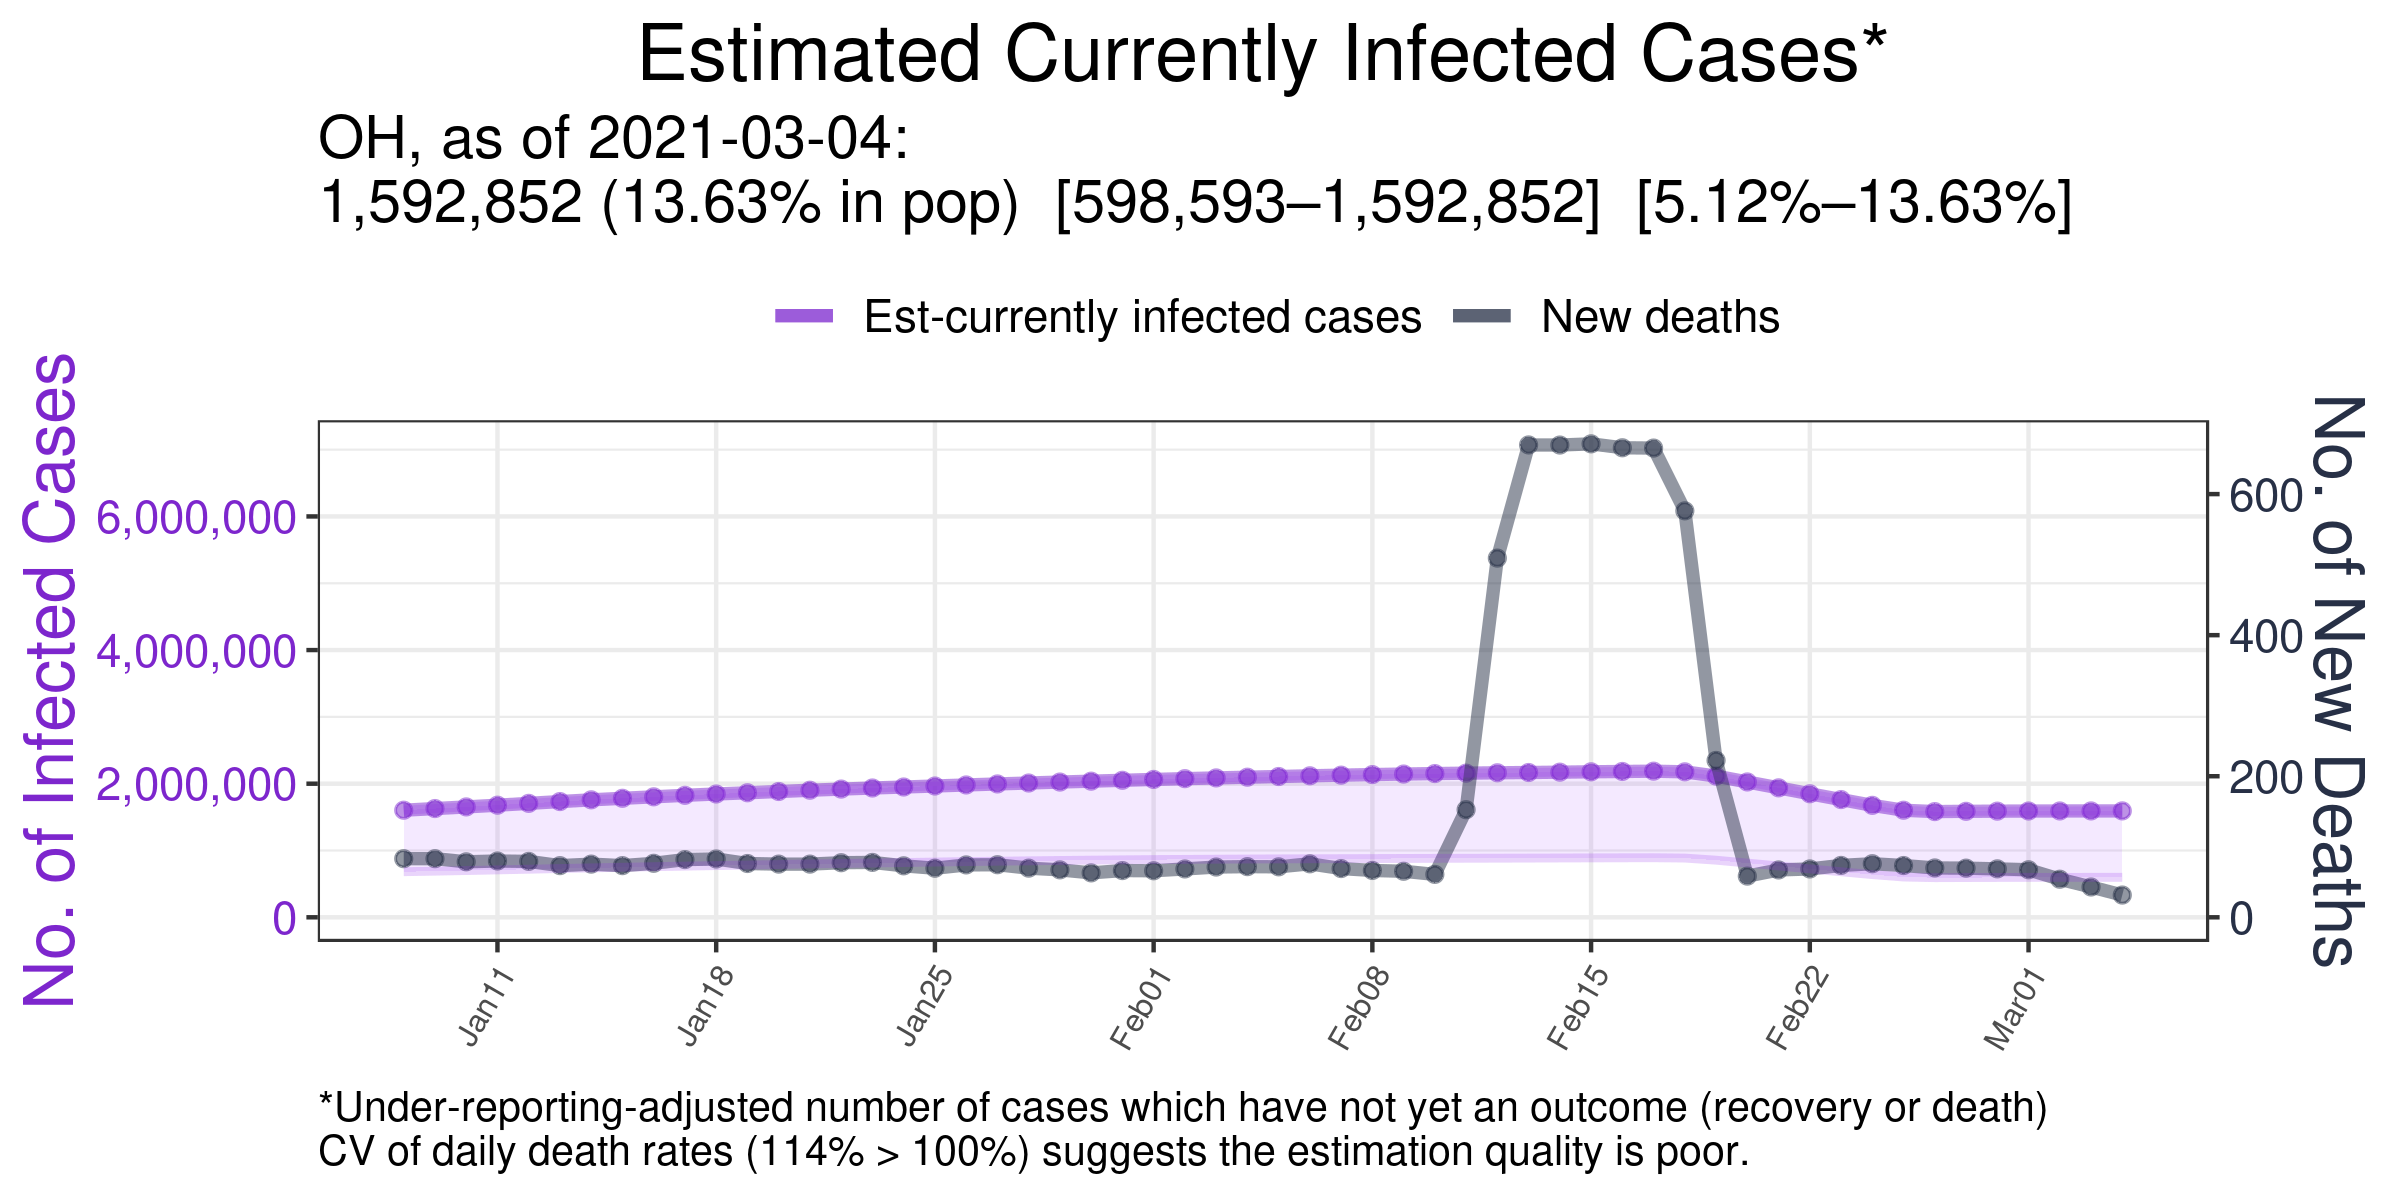 Estimated Currently Infected Cases*
OH, as of 2021-03-04:
1,592,852 (13.63% in pop)  [598,593–1,592,852]  [5.12%–13.63%]
Est-currently infected cases
New deaths
No. of Infected Cases
6,000,000
4,000,000
2,000,000
0
600
400
200
0
No. of New Deaths
Jan11
Jan18
Jan25
Feb01
Feb08
Feb15
Feb22
Mar01
*Under-reporting-adjusted number of cases which have not yet an outcome (recovery or death)
CV of daily death rates (114% > 100%) suggests the estimation quality is poor.